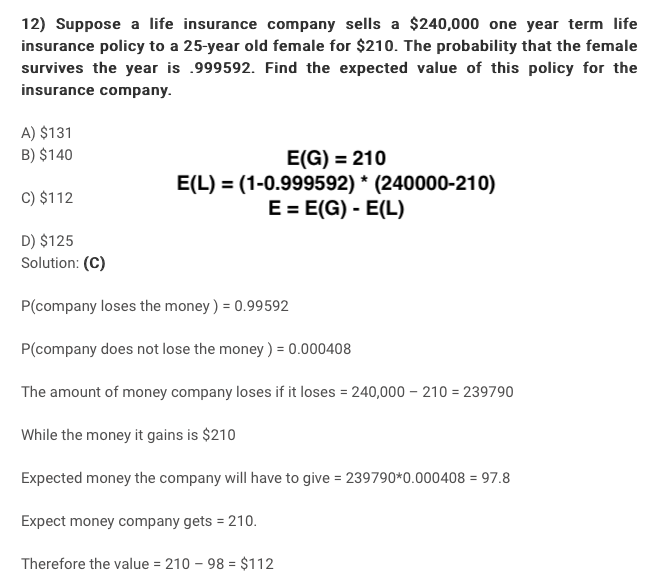 12) Suppose a life insurance company sells a $240,000 one year term life
insurance policy to a 25-year old female for $210. The probability that the female
survives the year is .999592. Find the expected value of this policy for the
insurance company.
A) $131
B) $140
C) $112
D) $125
E(G) = 210
E(L) = (1-0.999592) * (240000-210)
E = E(G) - E(L)
Solution: (C)
P(company loses the money ) = 0.99592
P(company does not lose the money ) = 0.000408
The amount of money company loses if it loses = 240,000 – 210 = 239790
While the money it gains is $210
Expected money the company will have to give = 239790*0.000408 = 97.8
Expect money company gets = 210.
Therefore the value = 210 – 98 = $112